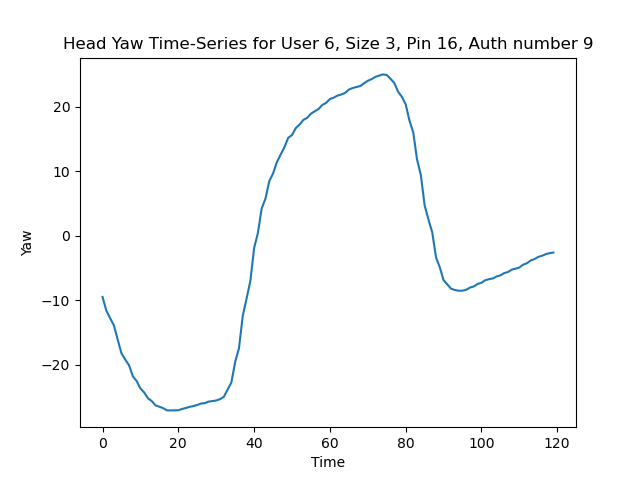 Head Yaw Time-Series for User 6, Size 3, Pin 16, Auth number 9
20
10
0
−10
−20
Yaw
0 20 40 60 80 100 120
Time